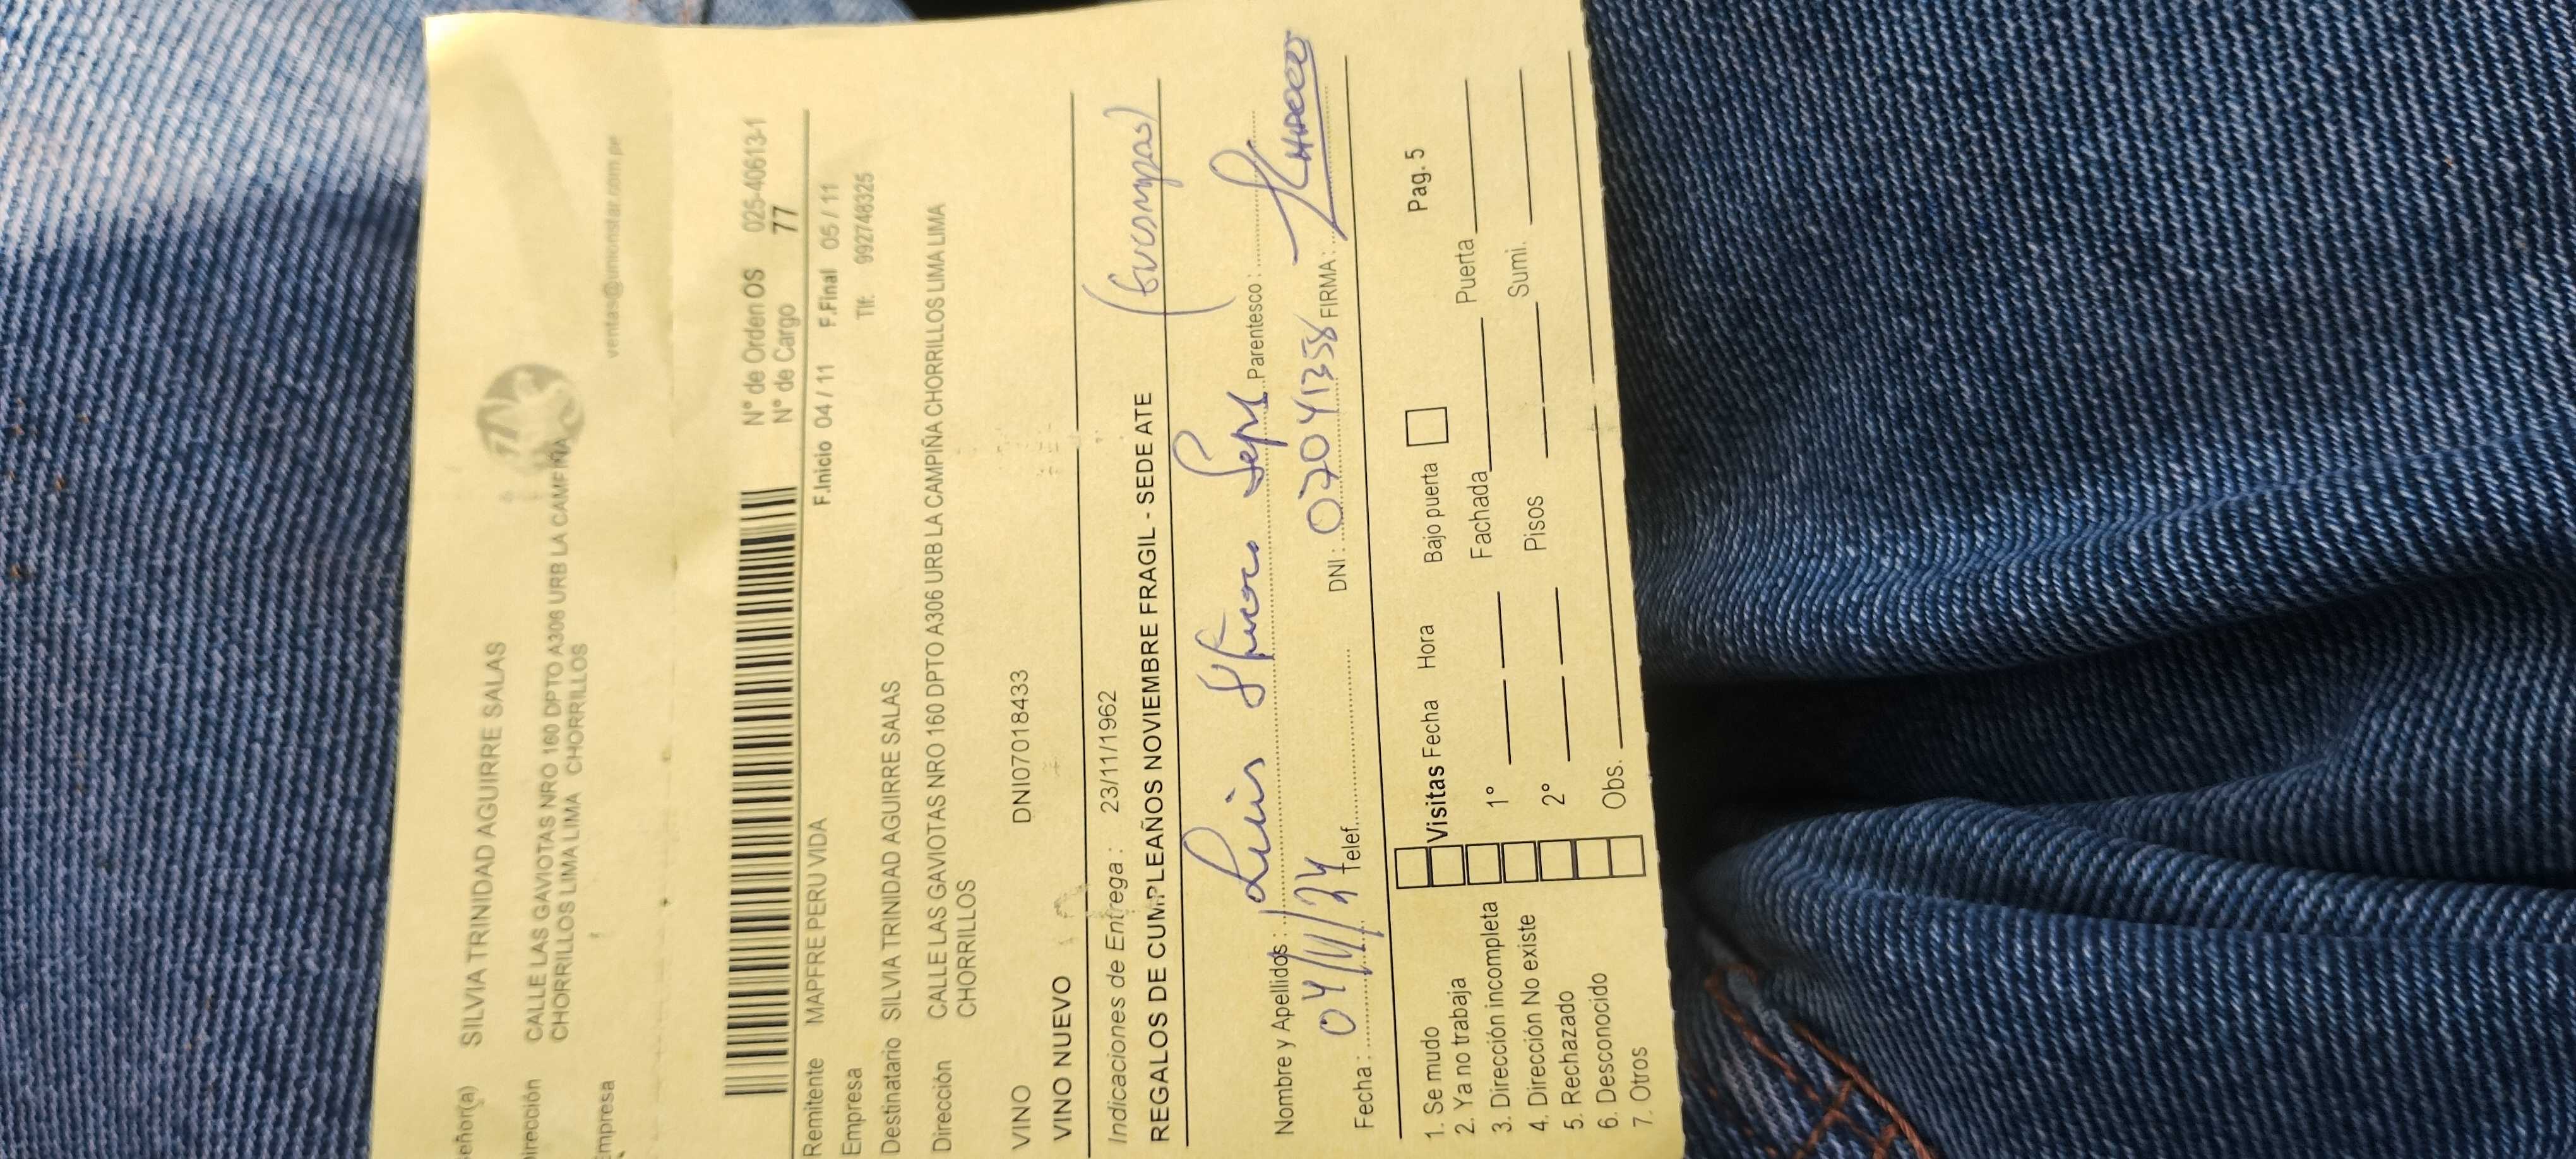 eñor(a) SILVIA TRINIDAD AGUIRRE SALAS
irección CALLE LAS GAVIOTAS NRO 160 DPTO A306 URB LA CAMPIÑA
CHORRILLOS LIMA LIMA CHORRILLOS
mpresa
ventas@unionstar.com.pe
N° de Orden OS 025-40613-1
N° de Cargo 77
F.Inicio 04 / 11 F.Final 05 / 11
Remitente MAPFRE PERU VIDA
Empresa Tlf: 992748325
Destinatario SILVIA TRINIDAD AGUIRRE SALAS
Dirección CALLE LAS GAVIOTAS NRO 160 DPTO A306 URB LA CAMPIÑA CHORRILLOS LIMA LIMA
CHORRILLOS
VINO DNI07018433
VINO NUEVO
Indicaciones de Entrega : 23/11/1962
REGALOS DE CUMPLEAÑOS NOVIEMBRE FRAGIL - SEDE ATE
Nombre y Apellidos : Luis Parentesco :
Fecha : 04/11/24 Telef. DNI : 07041358 FIRMA:
1. Se mudo Visitas Fecha Hora Bajo puerta Pag. 5
2. Ya no trabaja
3. Dirección incompleta 1° Fachada Puerta
4. Dirección No existe
5. Rechazado 2° Pisos Sumi.
6. Desconocido
7. Otros Obs.